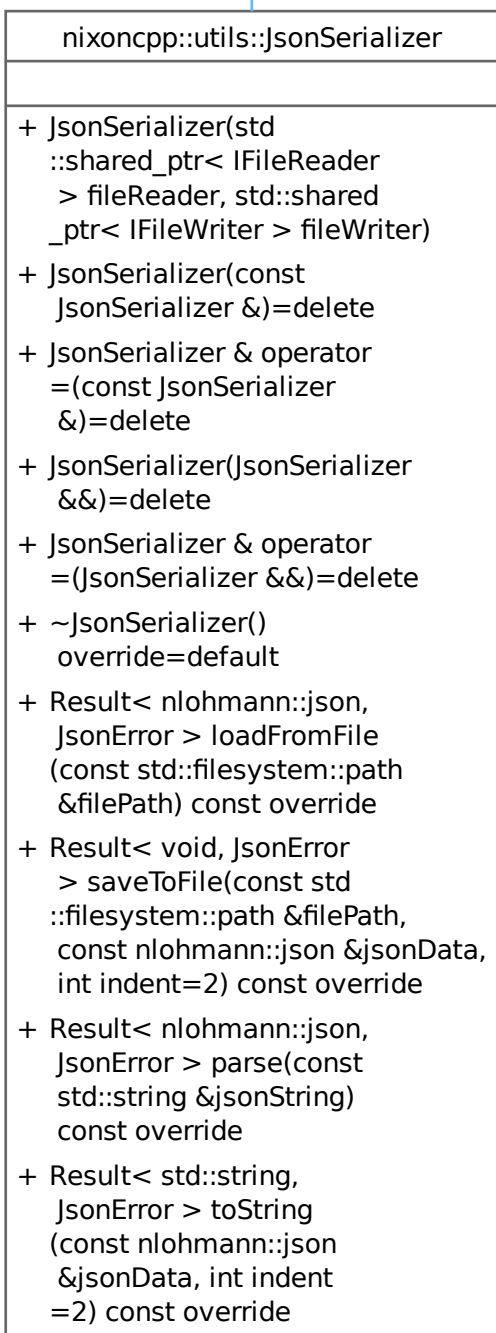 nixoncpp::utils::JsonSerializer
+ JsonSerializer(std
::shared_ptr< IFileReader
> fileReader, std::shared
_ptr< IFileWriter > fileWriter)
+ JsonSerializer(const
JsonSerializer &)=delete
+ JsonSerializer & operator
=(const JsonSerializer
&)=delete
+ JsonSerializer(JsonSerializer
&&)=delete
+ JsonSerializer & operator
=(JsonSerializer &&)=delete
+ ~JsonSerializer()
override=default
+ Result< nlohmann::json,
JsonError > loadFromFile
(const std::filesystem::path
&filePath) const override
+ Result< void, JsonError
> saveToFile(const std
::filesystem::path &filePath,
const nlohmann::json &jsonData,
int indent=2) const override
+ Result< nlohmann::json,
JsonError > parse(const
std::string &jsonString)
const override
+ Result< std::string,
JsonError > toString
(const nlohmann::json
&jsonData, int indent
=2) const override